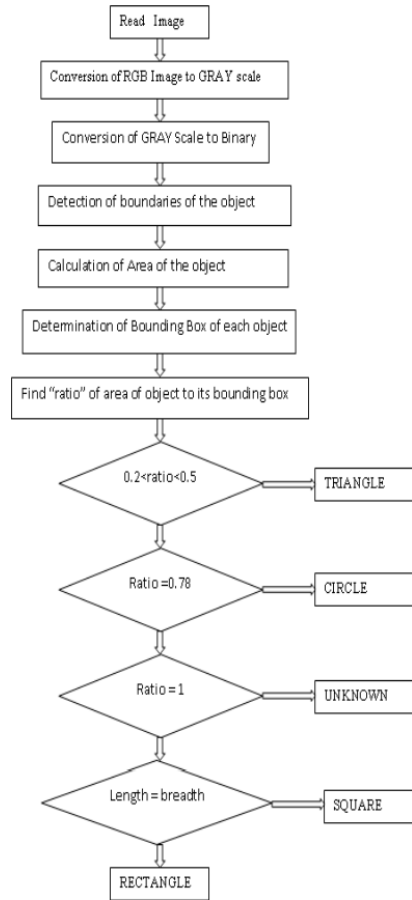 Read Image
Conversion of RGB Image to GRAY scale
Conversion of GRAY Scale to Binary
Detection of boundaries of the object
Calculation of Area of the object
Determination of Bounding Box of each object
Find "ratio" of area of object to its bounding box
0.2<ratio<0.5
TRIANGLE
Ratio =0.78
CIRCLE
Ratio = 1
UNKNOWN
Length = breadth
SQUARE
RECTANGLE